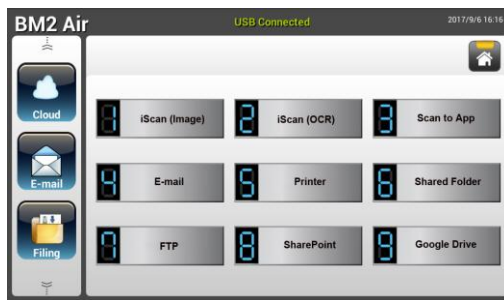 BM2 Air USB Connected 2017/9/6 16:16
Cloud
E-mail
Filing
1 iScan (Image) 2 iScan (OCR) 3 Scan to App
4 E-mail 5 Printer 6 Shared Folder
7 FTP 8 SharePoint 9 Google Drive